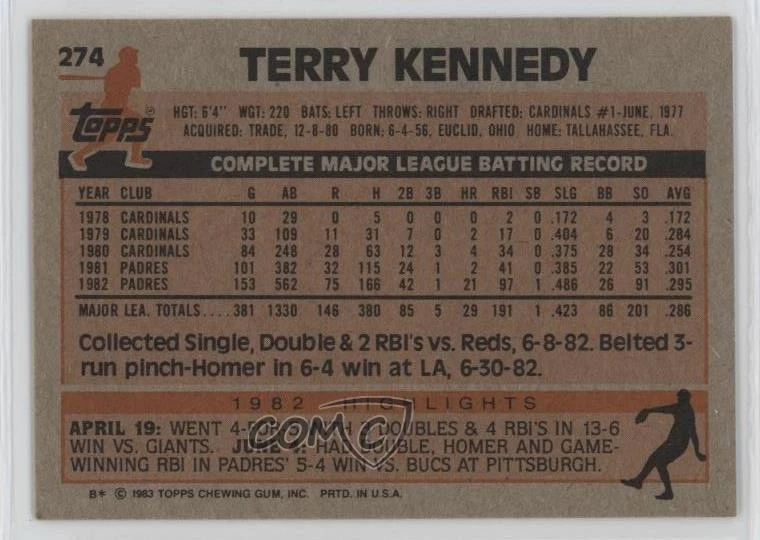 274
TERRY KENNEDY
Topps®
HGT: 6'4" WGT: 220 BATS: LEFT THROWS: RIGHT DRAFTED: CARDINALS #1-JUNE, 1977
ACQUIRED: TRADE, 12-8-80 BORN: 6-4-56, EUCLID, OHIO HOME: TALLAHASSEE, FLA.
COMPLETE MAJOR LEAGUE BATTING RECORD
YEAR CLUB G AB R H 2B 3B HR RBI SB SLG BB SO AVG
1978 CARDINALS 10 29 0 5 0 0 0 2 0 .172 4 3 .172
1979 CARDINALS 33 109 11 31 7 0 2 17 0 .404 6 20 .284
1980 CARDINALS 84 248 28 63 12 3 4 34 0 .375 28 34 .254
1981 PADRES 101 382 32 115 24 1 2 41 0 .385 22 53 .301
1982 PADRES 153 562 75 166 42 1 21 97 1 .486 26 91 .295
MAJOR LEA. TOTALS....381 1330 146 380 85 5 29 191 1 .423 86 201 .286
Collected Single, Double & 2 RBI's vs. Reds, 6-8-82. Belted 3-
run pinch-Homer in 6-4 win at LA, 6-30-82.
1982 HIGHLIGHTS
APRIL 19: WENT WITH DOUBLES & 4 RBI'S IN 13-6
WIN VS. GIANTS. HAD DOUBLE, HOMER AND GAME-
WINNING RBI IN PADRES' 5-4 WIN VS. BUCS AT PITTSBURGH.
COMC
B* © 1983 TOPPS CHEWING GUM, INC. PRTD. IN U.S.A.